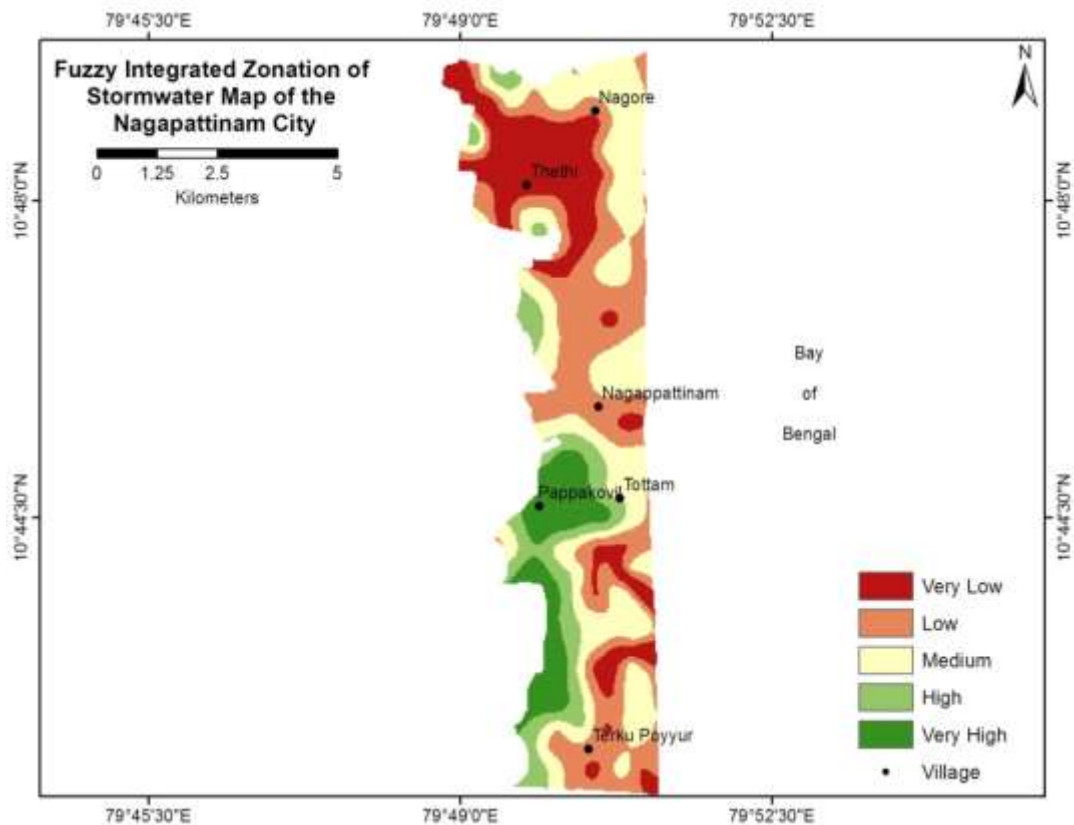 79°45'30"E 79°49'0"E 79°52'30"E
Fuzzy Integrated Zonation of
Stormwater Map of the
Nagapattinam City
0 1.25 2.5 5
Kilometers
N
Nagore
Thethi
10°48'0"N 10°48'0"N
Bay
of
Bengal
Nagappattinam
Tottam
Pappakovil
10°44'30"N 10°44'30"N
Very Low
Low
Medium
High
Very High
Village
Terku Poyyur
79°45'30"E 79°49'0"E 79°52'30"E